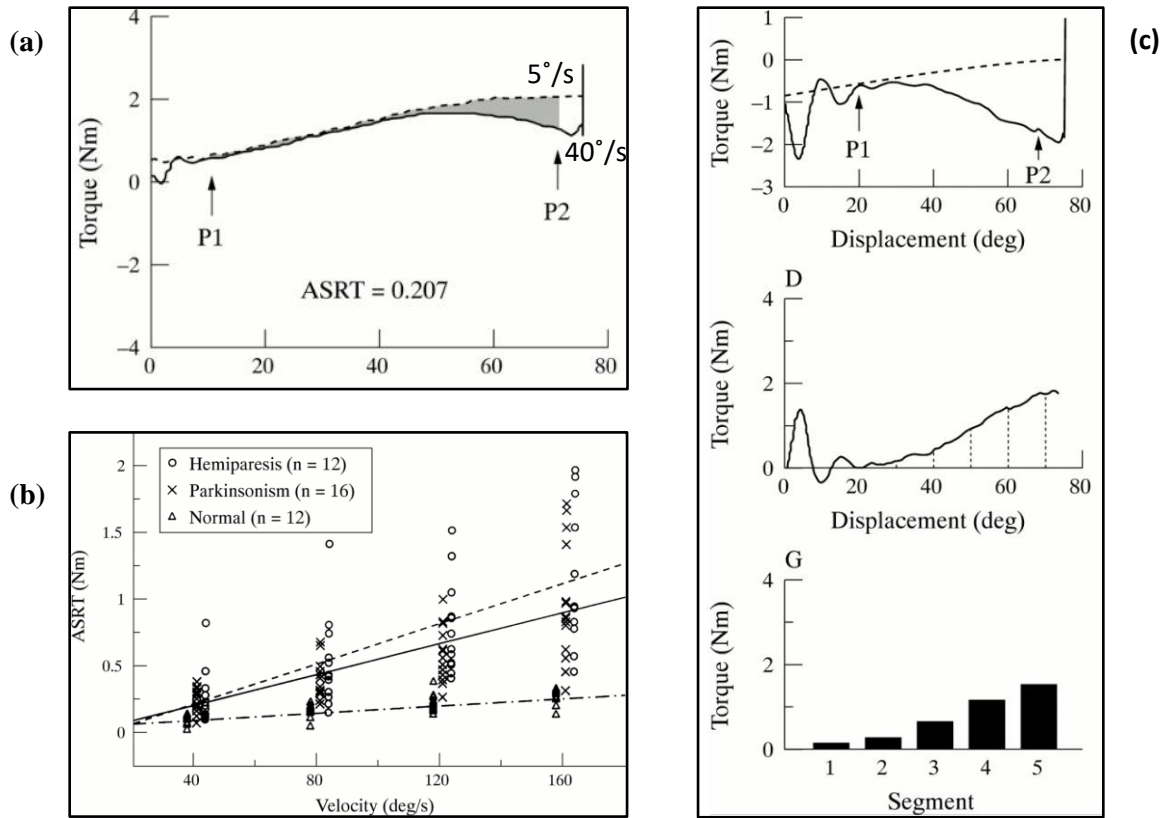 (a)
4
2
0
−2
−4
Torque (Nm)
5˚/s
40˚/s
P1
P2
ASRT = 0.207
0 20 40 60 80
(b)
2
1.5
1
0.5
0
ASRT (Nm)
Hemiparesis (n = 12)
Parkinsonism (n = 16)
Normal (n = 12)
40 80 120 160
Velocity (deg/s)
(c)
1
0
−1
−2
−3
Torque (Nm)
P1
P2
0 20 40 60 80
Displacement (deg)
D
4
2
0
Torque (Nm)
0 20 40 60 80
Displacement (deg)
G
4
2
0
Torque (Nm)
1 2 3 4 5
Segment